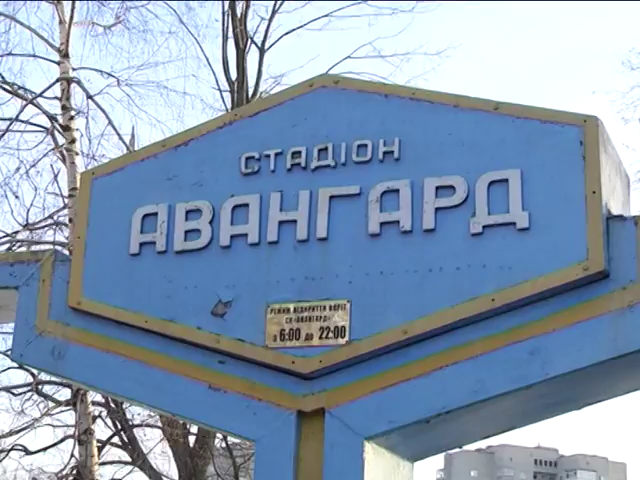 СТАДІОН
АВАНГАРД
РЕЖИМ ВІДКРИТТЯ ВОРІТ
СК «АВАНГАРД»
з 6:00 до 22:00